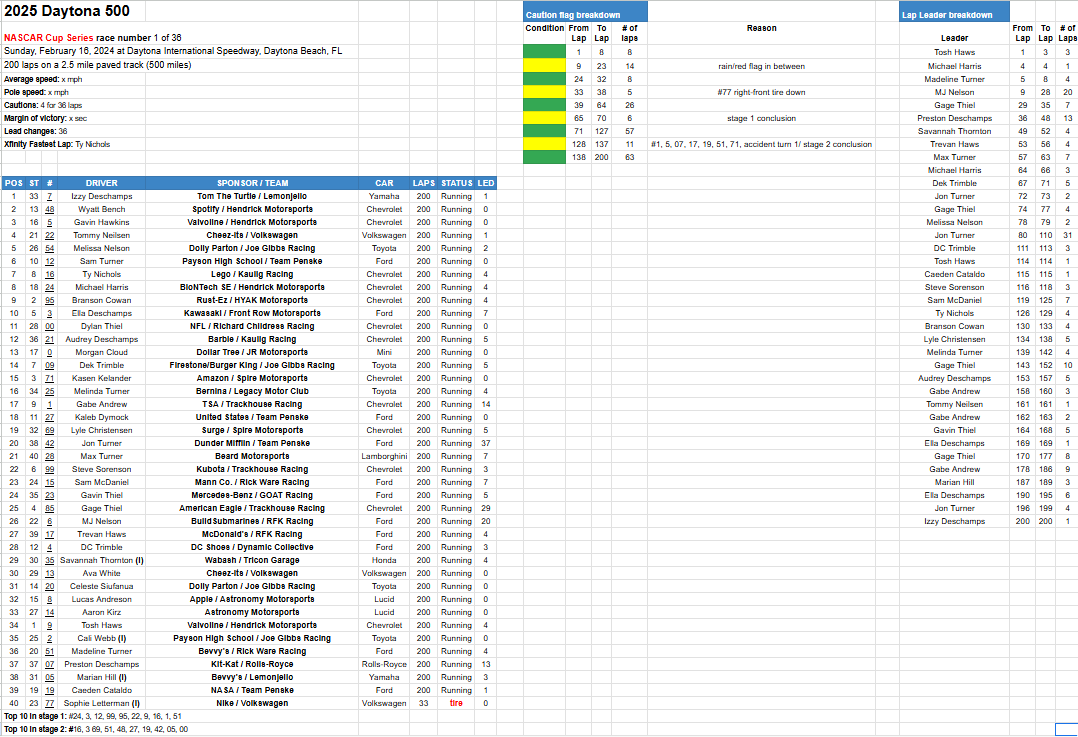 2025 Daytona 500
NASCAR Cup Series race number 1 of 36
Sunday, February 16, 2024 at Daytona International Speedway, Daytona Beach, FL
200 laps on a 2.5 mile paved track (500 miles)
Average speed: x mph
Pole speed: x mph
Cautions: 4 for 36 laps
Margin of victory: x sec
Lead changes: 36
Xfinity Fastest Lap: Ty Nichols
Caution flag breakdown
Condition From Lap To Lap # of laps Reason
1 8 8
9 23 14 rain/red flag in between
24 32 8
33 38 5 #77 right-front tire down
39 64 26
65 70 6 stage 1 conclusion
71 127 57
128 137 11 #1, 5, 07, 17, 19, 51, 71, accident turn 1/ stage 2 conclusion
138 200 63
Lap Leader breakdown
Leader From Lap To Lap # of Laps
Tosh Haws 1 3 3
Michael Harris 4 4 1
Madeline Turner 5 8 4
MJ Nelson 9 28 20
Gage Thiel 29 35 7
Preston Deschamps 36 48 13
Savannah Thornton 49 52 4
Trevan Haws 53 56 4
Max Turner 57 63 7
Michael Harris 64 66 3
Dek Trimble 67 71 5
Jon Turner 72 73 2
Gage Thiel 74 77 4
Melissa Nelson 78 79 2
Jon Turner 80 110 31
DC Trimble 111 113 3
Tosh Haws 114 114 1
Caeden Cataldo 115 115 1
Steve Sorenson 116 118 3
Sam McDaniel 119 125 7
Ty Nichols 126 129 4
Branson Cowan 130 133 4
Lyle Christensen 134 138 5
Melinda Turner 139 142 4
Gage Thiel 143 152 10
Audrey Deschamps 153 157 5
Gabe Andrew 158 160 3
Tommy Neilsen 161 161 1
Gabe Andrew 162 163 2
Gavin Thiel 164 168 5
Ella Deschamps 169 169 1
Gage Thiel 170 177 8
Gabe Andrew 178 186 9
Marian Hill 187 189 3
Ella Deschamps 190 195 6
Jon Turner 196 199 4
Izzy Deschamps 200 200 1
POS ST # DRIVER SPONSOR / TEAM CAR LAPS STATUS LED
1 33 7 Izzy Deschamps Tom The Turtle / Lemonjello Yamaha 200 Running 1
2 13 48 Wyatt Bench Spotify / Hendrick Motorsports Chevrolet 200 Running 0
3 16 5 Gavin Hawkins Valvoline / Hendrick Motorsports Chevrolet 200 Running 0
4 21 22 Tommy Neilsen Cheez-Its / Volkswagen Volkswagen 200 Running 1
5 26 54 Melissa Nelson Dolly Parton / Joe Gibbs Racing Toyota 200 Running 2
6 10 12 Sam Turner Payson High School / Team Penske Ford 200 Running 0
7 8 16 Ty Nichols Lego / Kaulig Racing Chevrolet 200 Running 4
8 18 24 Michael Harris BioNTech SE / Hendrick Motorsports Chevrolet 200 Running 4
9 2 95 Branson Cowan Rust-Ez / HYAK Motorsports Chevrolet 200 Running 4
10 5 3 Ella Deschamps Kawasaki / Front Row Motorsports Ford 200 Running 7
11 28 00 Dylan Thiel NFL / Richard Childress Racing Chevrolet 200 Running 0
12 36 21 Audrey Deschamps Barbie / Kaulig Racing Chevrolet 200 Running 5
13 17 0 Morgan Cloud Dollar Tree / JR Motorsports Mini 200 Running 0
14 7 09 Dek Trimble Firestone/Burger King / Joe Gibbs Racing Toyota 200 Running 5
15 3 71 Kasen Kelander Amazon / Spire Motorsports Chevrolet 200 Running 0
16 34 25 Melinda Turner Bernina / Legacy Motor Club Toyota 200 Running 4
17 9 1 Gabe Andrew TSA / Trackhouse Racing Chevrolet 200 Running 14
18 11 27 Kaleb Dymock United States / Team Penske Ford 200 Running 0
19 32 69 Lyle Christensen Surge / Spire Motorsports Chevrolet 200 Running 5
20 38 42 Jon Turner Dunder Mifflin / Team Penske Ford 200 Running 37
21 40 28 Max Turner Beard Motorsports Lamborghini 200 Running 7
22 6 99 Steve Sorenson Kubota / Trackhouse Racing Chevrolet 200 Running 3
23 24 15 Sam McDaniel Mann Co. / Rick Ware Racing Ford 200 Running 7
24 35 23 Gavin Thiel Mercedes-Benz / GOAT Racing Ford 200 Running 5
25 4 85 Gage Thiel American Eagle / Trackhouse Racing Chevrolet 200 Running 29
26 22 6 MJ Nelson BuildSubmarines / RFK Racing Ford 200 Running 20
27 39 17 Trevan Haws McDonald's / RFK Racing Ford 200 Running 4
28 12 4 DC Trimble DC Shoes / Dynamic Collective Ford 200 Running 3
29 30 35 Savannah Thornton (i) Wabash / Tricon Garage Honda 200 Running 4
30 29 13 Ava White Cheez-Its / Volkswagen Volkswagen 200 Running 0
31 14 20 Celeste Siufanua Dolly Parton / Joe Gibbs Racing Toyota 200 Running 0
32 15 8 Lucas Andreson Apple / Astronomy Motorsports Lucid 200 Running 0
33 27 14 Aaron Kirz Astronomy Motorsports Lucid 200 Running 0
34 1 9 Tosh Haws Valvoline / Hendrick Motorsports Chevrolet 200 Running 4
35 25 2 Cali Webb (i) Payson High School / Joe Gibbs Racing Toyota 200 Running 0
36 20 51 Madeline Turner Bevvy's / Rick Ware Racing Ford 200 Running 4
37 37 07 Preston Deschamps Kit-Kat / Rolls-Royce Rolls-Royce 200 Running 13
38 31 05 Marian Hill (i) Bevvy's / Lemonjello Yamaha 200 Running 3
39 19 19 Caeden Cataldo NASA / Team Penske Ford 200 Running 1
40 23 77 Sophie Letterman (i) Nike / Volkswagen Volkswagen 33 tire 0
Top 10 in stage 1: #24, 3, 12, 99, 95, 22, 9, 16, 1, 51
Top 10 in stage 2: #16, 3 69, 51, 48, 27, 19, 42, 05, 00